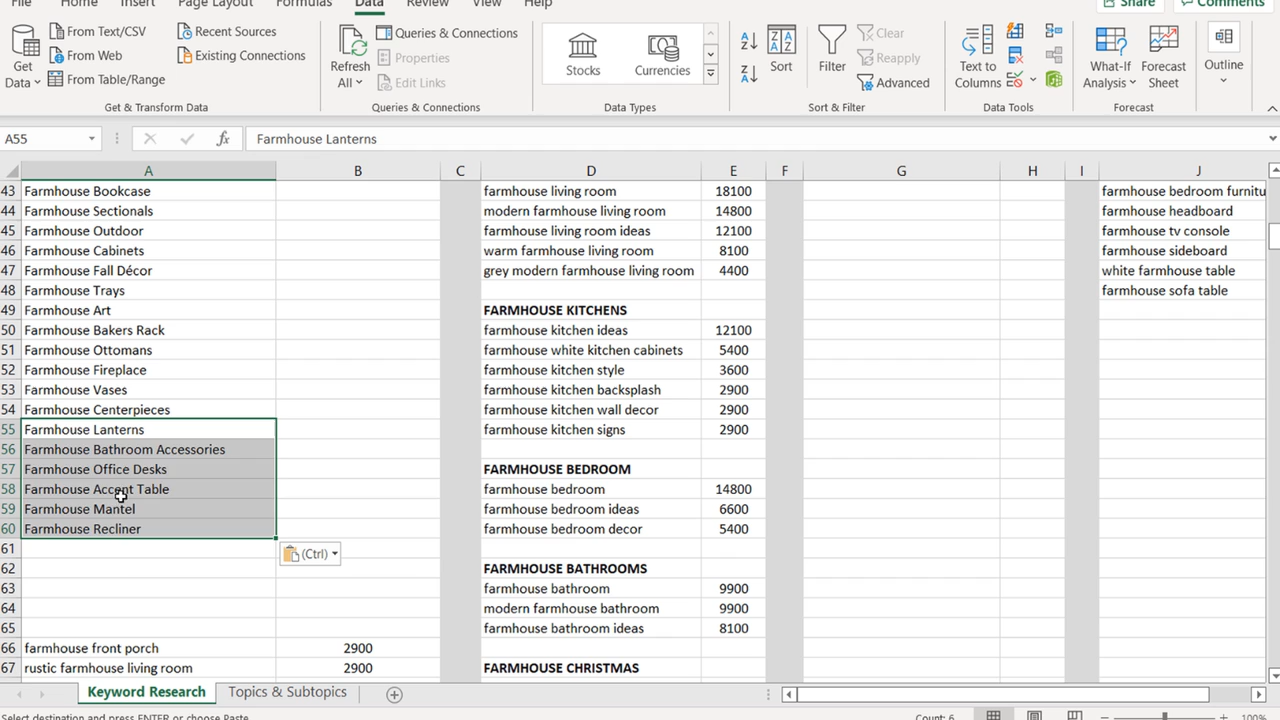 File Home Insert Page Layout Formulas Data Review View Help Share Comments
Get Data
From Text/CSV
From Web
From Table/Range
Recent Sources
Existing Connections
Get & Transform Data
Refresh All
Queries & Connections
Properties
Edit Links
Queries & Connections
Stocks
Currencies
Data Types
Sort
Filter
Clear
Reapply
Advanced
Sort & Filter
Text to Columns
Data Tools
What-If Analysis
Forecast Sheet
Forecast
Outline
A55 fx Farmhouse Lanterns
A B C D E F G H I J
43 Farmhouse Bookcase farmhouse living room 18100 farmhouse bedroom furnitu
44 Farmhouse Sectionals modern farmhouse living room 14800 farmhouse headboard
45 Farmhouse Outdoor farmhouse living room ideas 12100 farmhouse tv console
46 Farmhouse Cabinets warm farmhouse living room 8100 farmhouse sideboard
47 Farmhouse Fall Décor grey modern farmhouse living room 4400 white farmhouse table
48 Farmhouse Trays farmhouse sofa table
49 Farmhouse Art FARMHOUSE KITCHENS
50 Farmhouse Bakers Rack farmhouse kitchen ideas 12100
51 Farmhouse Ottomans farmhouse white kitchen cabinets 5400
52 Farmhouse Fireplace farmhouse kitchen style 3600
53 Farmhouse Vases farmhouse kitchen backsplash 2900
54 Farmhouse Centerpieces farmhouse kitchen wall decor 2900
55 Farmhouse Lanterns farmhouse kitchen signs 2900
56 Farmhouse Bathroom Accessories
57 Farmhouse Office Desks FARMHOUSE BEDROOM
58 Farmhouse Accent Table farmhouse bedroom 14800
59 Farmhouse Mantel farmhouse bedroom ideas 6600
60 Farmhouse Recliner farmhouse bedroom decor 5400
61 (Ctrl)
62 FARMHOUSE BATHROOMS
63 farmhouse bathroom 9900
64 modern farmhouse bathroom 9900
65 farmhouse bathroom ideas 8100
66 farmhouse front porch 2900
67 rustic farmhouse living room 2900 FARMHOUSE CHRISTMAS
Keyword Research Topics & Subtopics
Select destination and press ENTER or choose Paste Count: 6 100%